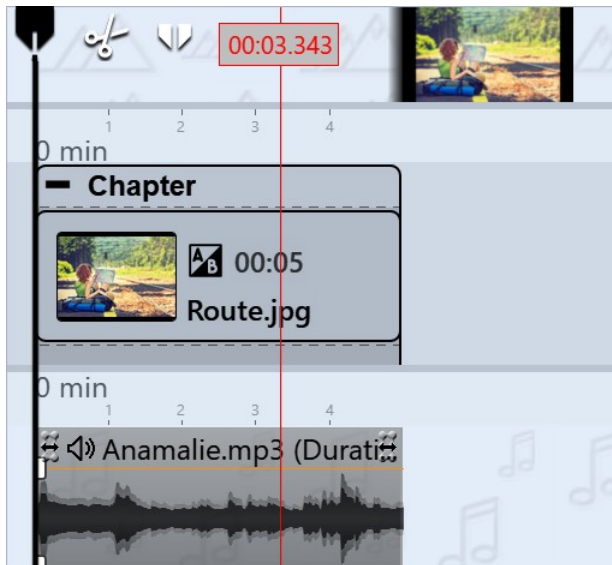 00:03.343
1 2 3 4
0 min
Chapter
A B 00:05
Route.jpg
0 min
1 2 3 4
Anamalie.mp3 (Durati